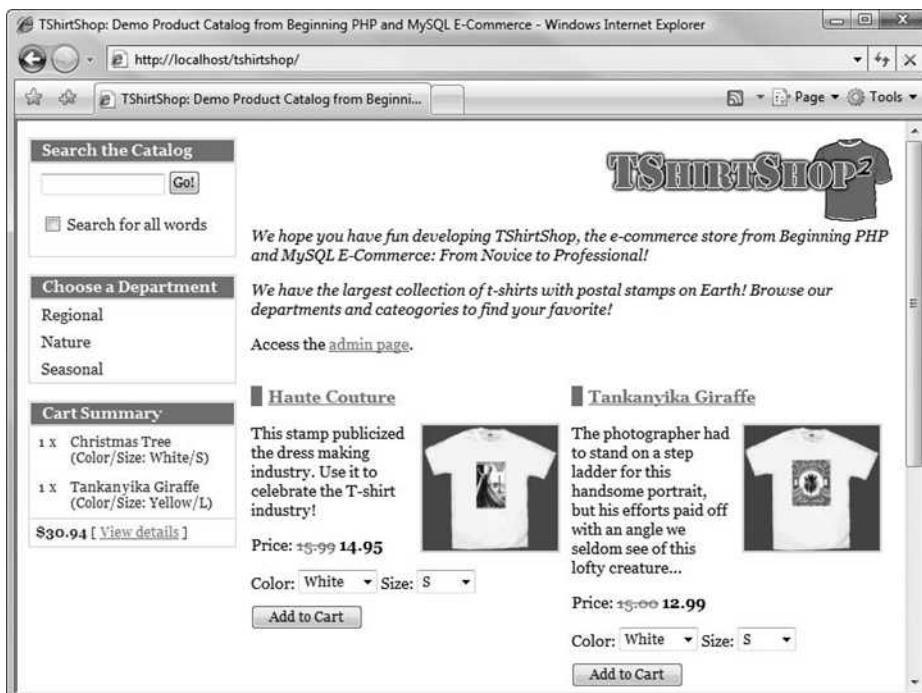 TShirtShop: Demo Product Catalog from Beginning PHP and MySQL E-Commerce - Windows Internet Explorer
http://localhost/tshirtshop/
TShirtShop: Demo Product Catalog from Beginni...
Page
Tools
Search the Catalog
Go!
Search for all words
Choose a Department
Regional
Nature
Seasonal
Cart Summary
1 x Christmas Tree
(Color/Size: White/S)
1 x Tankanyika Giraffe
(Color/Size: Yellow/L)
$30.94 [ View details ]
TShirtShop²
We hope you have fun developing TShirtShop, the e-commerce store from Beginning PHP
and MySQL E-Commerce: From Novice to Professional!
We have the largest collection of t-shirts with postal stamps on Earth! Browse our
departments and cateogories to find your favorite!
Access the admin page.
Haute Couture
This stamp publicized
the dress making
industry. Use it to
celebrate the T-shirt
industry!
Price: 15.99 14.95
Color: White Size: S
Add to Cart
Tankanyika Giraffe
The photographer had
to stand on a step
ladder for this
handsome portrait,
but his efforts paid off
with an angle we
seldom see of this
lofty creature...
Price: 15.00 12.99
Color: White Size: S
Add to Cart